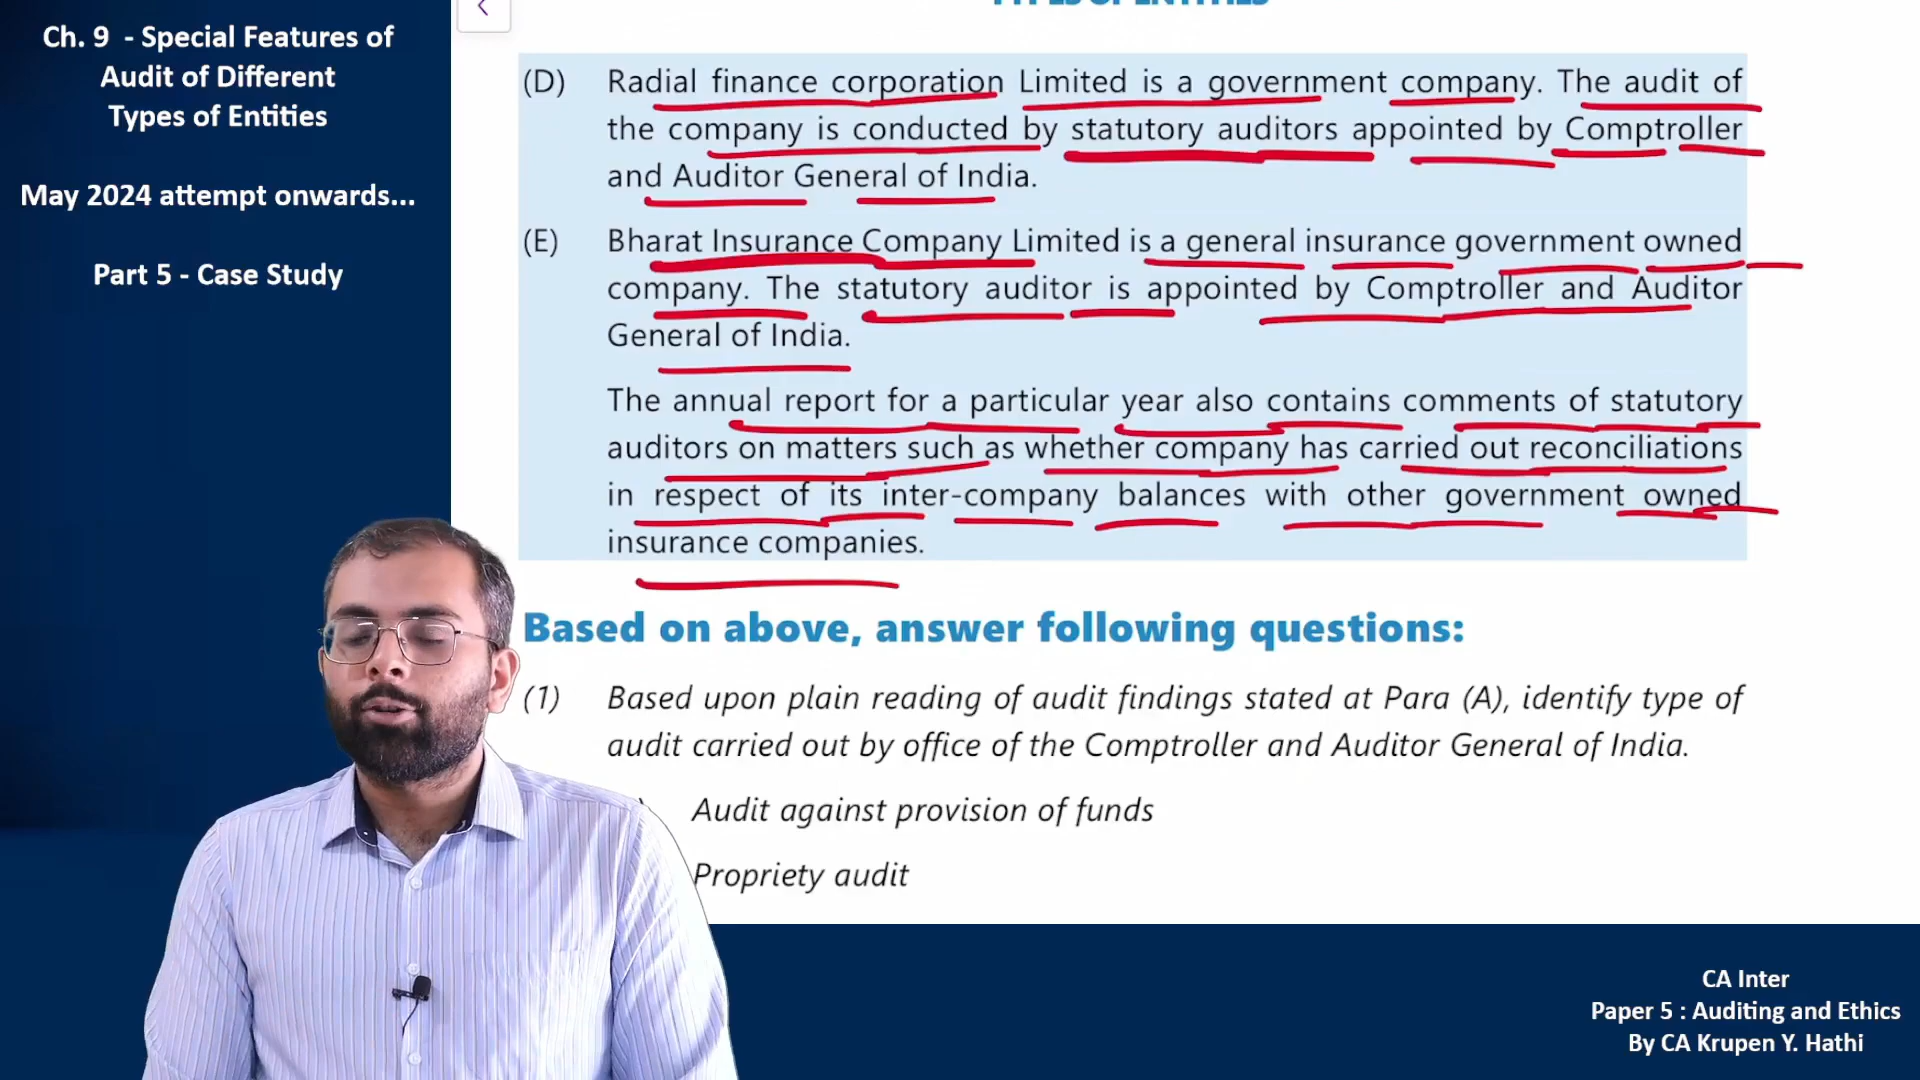 Ch. 9 - Special Features of
Audit of Different
Types of Entities
May 2024 attempt onwards...
Part 5 - Case Study
TYPES OF ENTITIES
(D) Radial finance corporation Limited is a government company. The audit of
the company is conducted by statutory auditors appointed by Comptroller
and Auditor General of India.
(E) Bharat Insurance Company Limited is a general insurance government owned
company. The statutory auditor is appointed by Comptroller and Auditor
General of India.
The annual report for a particular year also contains comments of statutory
auditors on matters such as whether company has carried out reconciliations
in respect of its inter-company balances with other government owned
insurance companies.
Based on above, answer following questions:
(1) Based upon plain reading of audit findings stated at Para (A), identify type of
audit carried out by office of the Comptroller and Auditor General of India.
Audit against provision of funds
Propriety audit
CA Inter
Paper 5 : Auditing and Ethics
By CA Krupen Y. Hathi